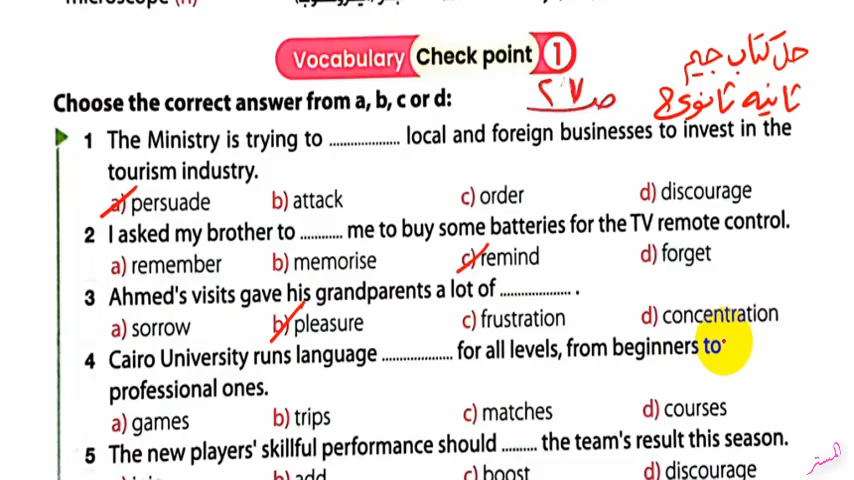 microscope (n)
Vocabulary Check point 1
حل كتاب جيم
ثانيه ثانوى
ص ٢٧
Choose the correct answer from a, b, c or d:
1 The Ministry is trying to .................... local and foreign businesses to invest in the
tourism industry.
a) persuade b) attack c) order d) discourage
2 I asked my brother to ............ me to buy some batteries for the TV remote control.
a) remember b) memorise c) remind d) forget
3 Ahmed's visits gave his grandparents a lot of .................... .
a) sorrow b) pleasure c) frustration d) concentration
4 Cairo University runs language .................... for all levels, from beginners to
professional ones.
a) games b) trips c) matches d) courses
5 The new players' skillful performance should ......... the team's result this season.
b) add c) boost d) discourage
المستر